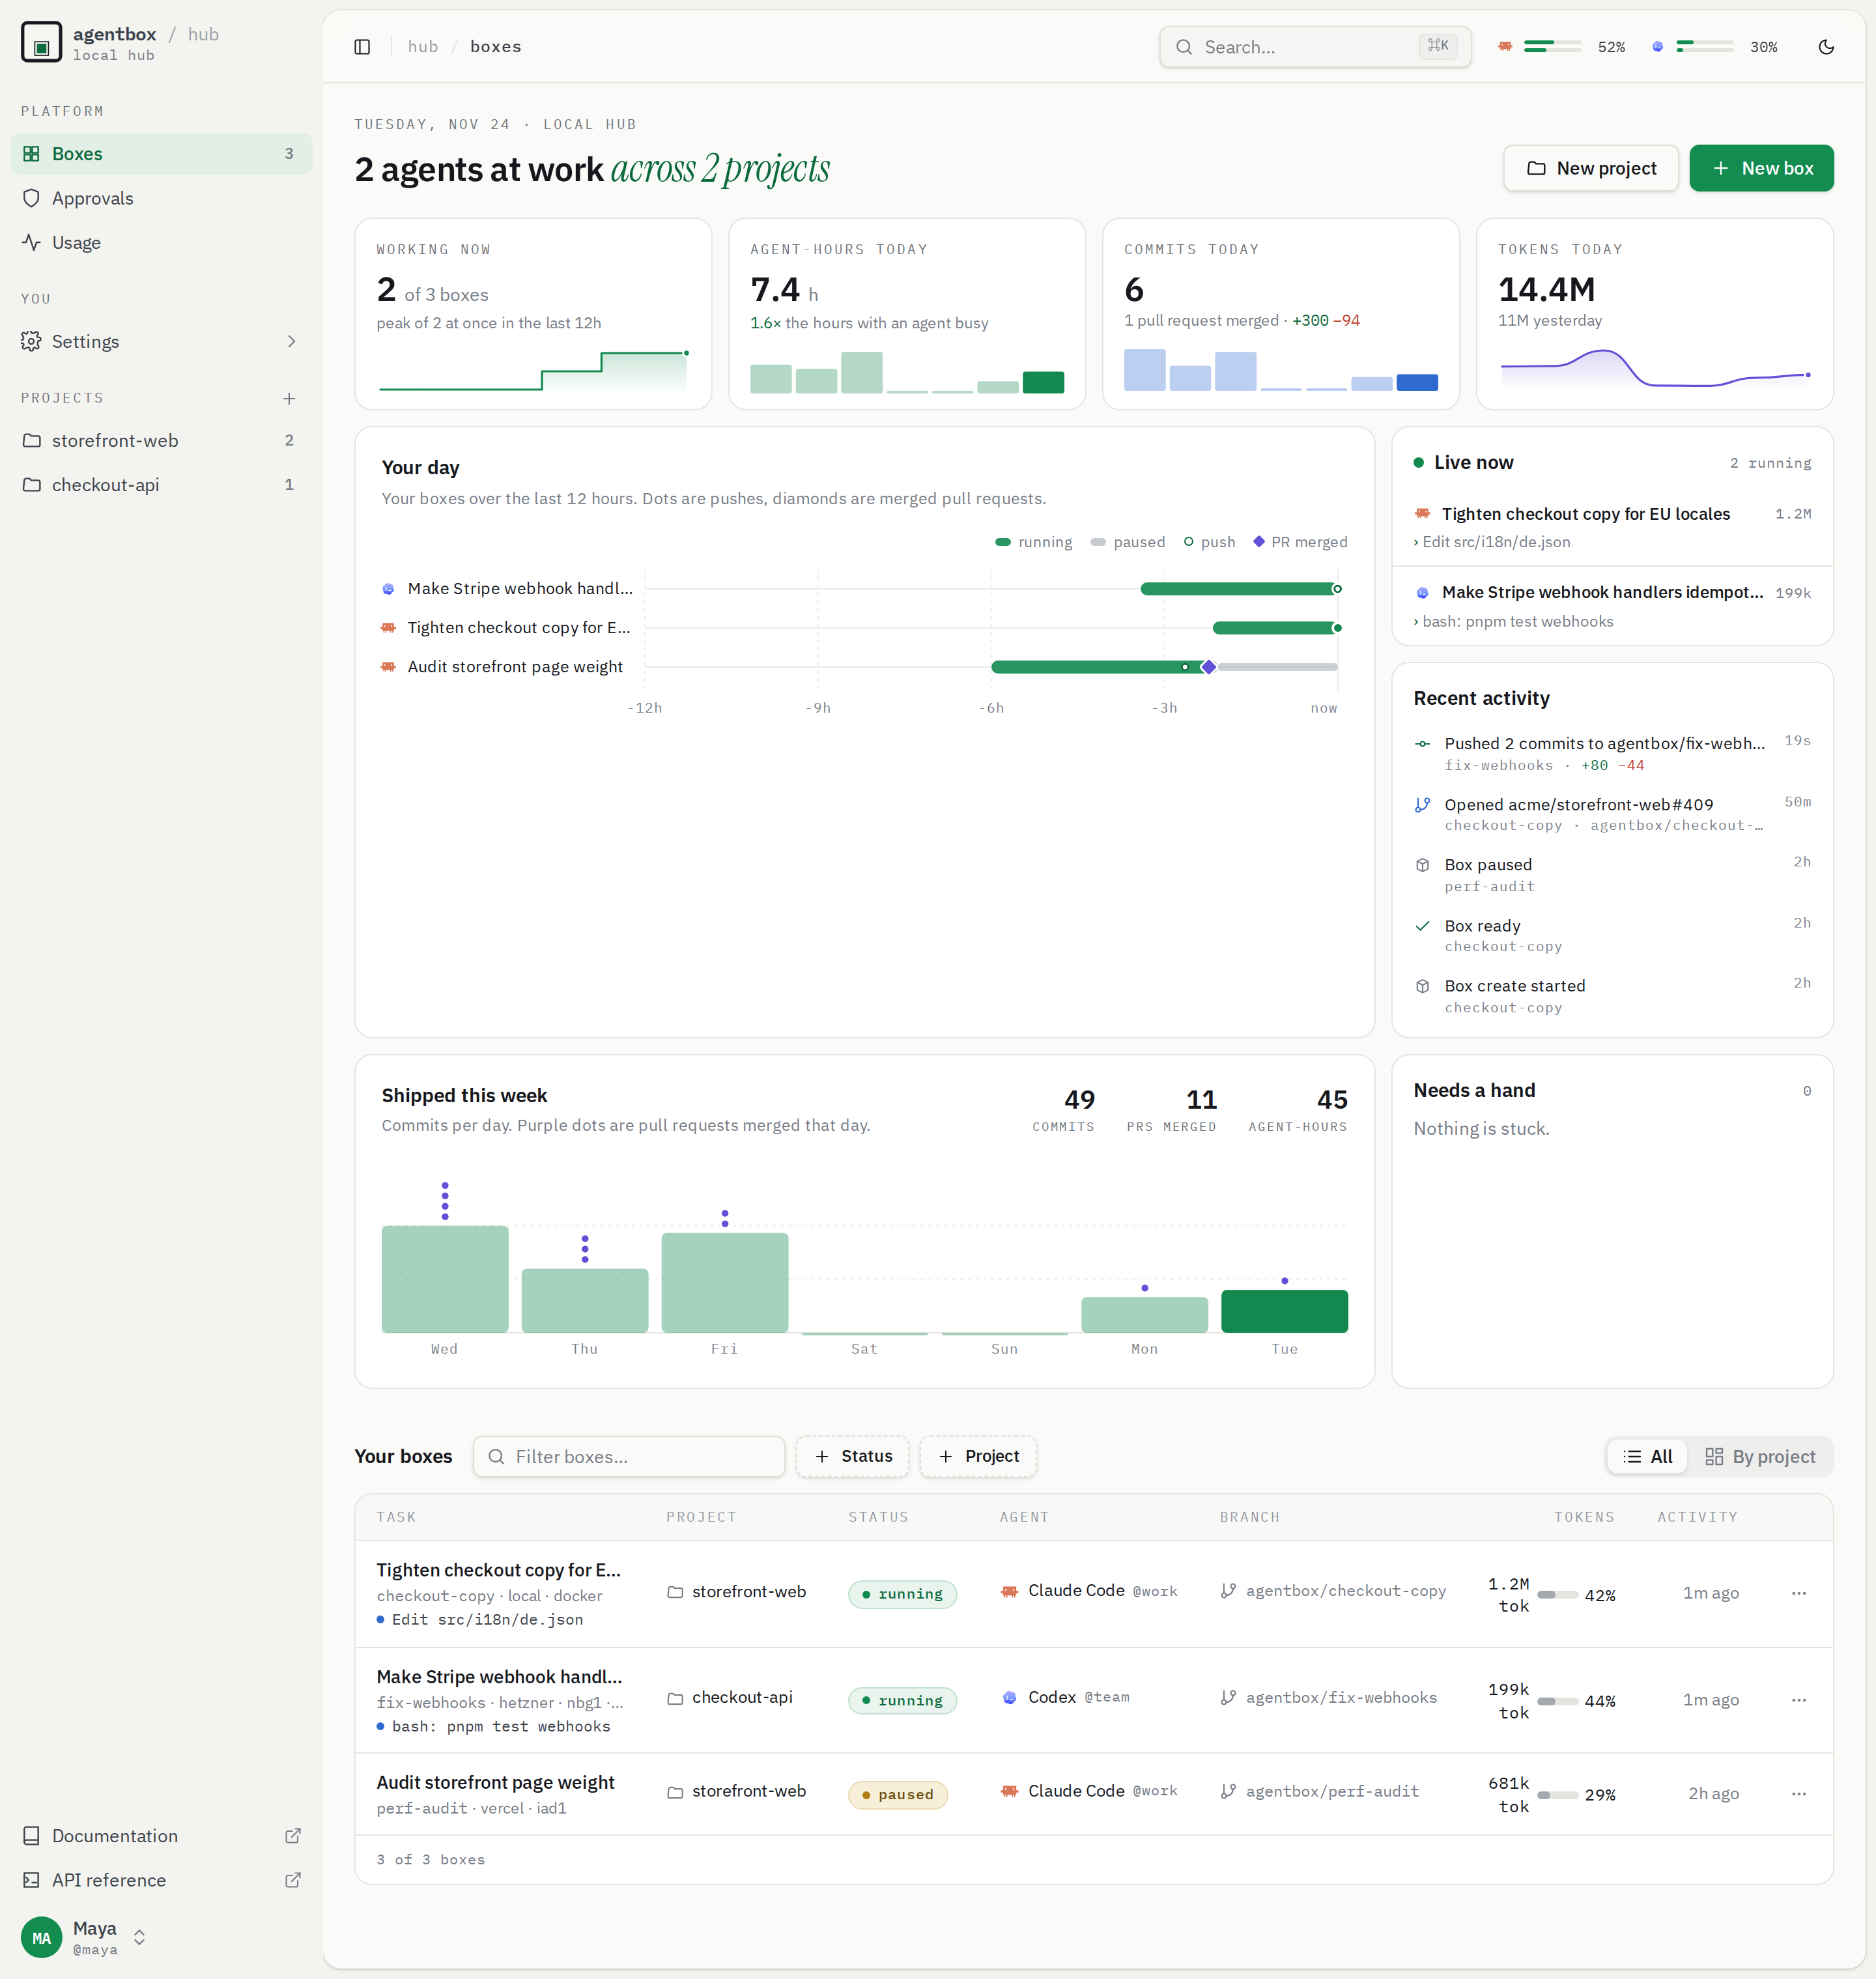 agentbox / hub
local hub
PLATFORM
Boxes 3
Approvals
Usage
YOU
Settings
PROJECTS
storefront-web 2
checkout-api 1
Documentation
API reference
MA
Maya
@maya
hub / boxes
Search... ⌘K
52%
30%
TUESDAY, NOV 24 · LOCAL HUB
2 agents at work across 2 projects
New project
New box
WORKING NOW
2 of 3 boxes
peak of 2 at once in the last 12h
AGENT-HOURS TODAY
7.4 h
1.6× the hours with an agent busy
COMMITS TODAY
6
1 pull request merged · +300 −94
TOKENS TODAY
14.4M
11M yesterday
Your day
Your boxes over the last 12 hours. Dots are pushes, diamonds are merged pull requests.
running paused push PR merged
Make Stripe webhook handl...
Tighten checkout copy for E...
Audit storefront page weight
-12h -9h -6h -3h now
Live now 2 running
Tighten checkout copy for EU locales 1.2M
› Edit src/i18n/de.json
Make Stripe webhook handlers idempot... 199k
› bash: pnpm test webhooks
Recent activity
Pushed 2 commits to agentbox/fix-webh... 19s
fix-webhooks · +80 −44
Opened acme/storefront-web#409 50m
checkout-copy · agentbox/checkout-…
Box paused 2h
perf-audit
Box ready 2h
checkout-copy
Box create started 2h
checkout-copy
Shipped this week
Commits per day. Purple dots are pull requests merged that day.
49 11 45
COMMITS PRS MERGED AGENT-HOURS
Wed Thu Fri Sat Sun Mon Tue
Needs a hand 0
Nothing is stuck.
Your boxes
Filter boxes...
Status
Project
All
By project
TASK PROJECT STATUS AGENT BRANCH TOKENS ACTIVITY
Tighten checkout copy for E...
checkout-copy · local · docker
Edit src/i18n/de.json
storefront-web
running
Claude Code @work
agentbox/checkout-copy
1.2M
tok
42%
1m ago
Make Stripe webhook handl...
fix-webhooks · hetzner · nbg1 ·...
bash: pnpm test webhooks
checkout-api
running
Codex @team
agentbox/fix-webhooks
199k
tok
44%
1m ago
Audit storefront page weight
perf-audit · vercel · iad1
storefront-web
paused
Claude Code @work
agentbox/perf-audit
681k
tok
29%
2h ago
3 of 3 boxes